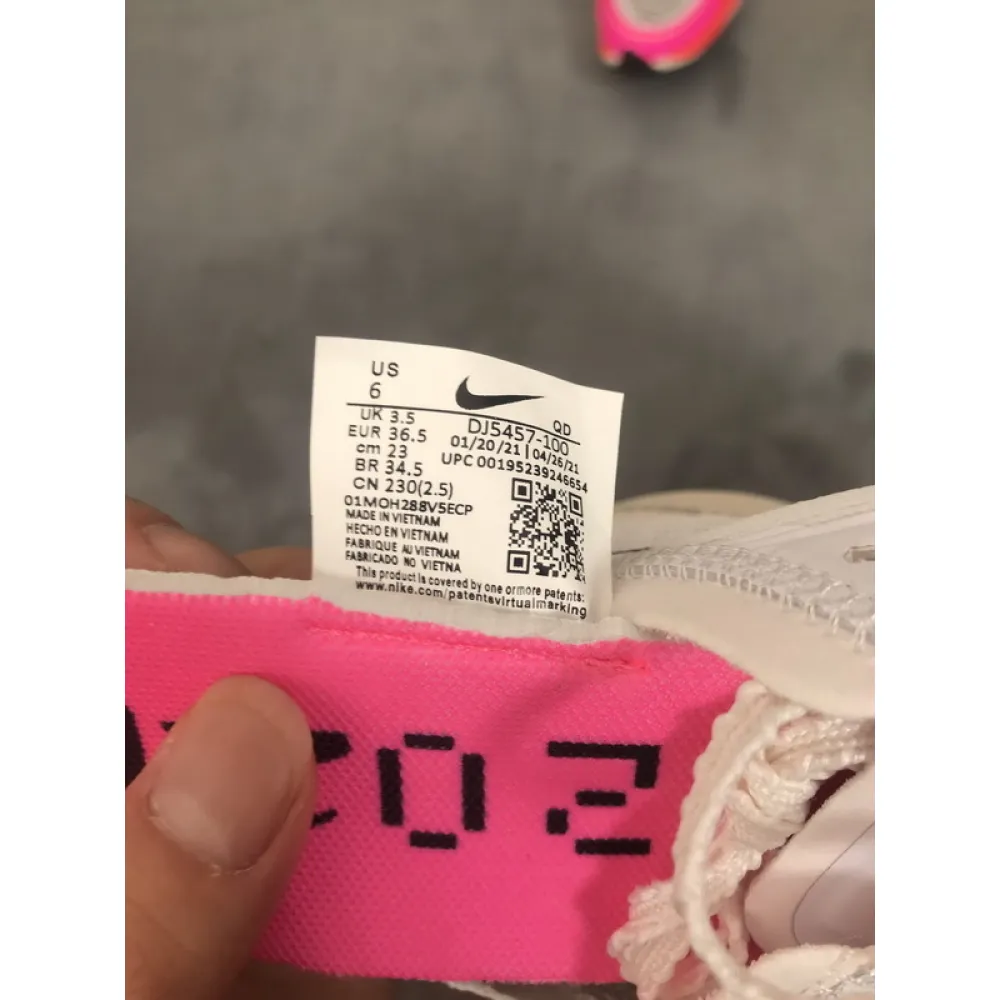 US
6
UK 3.5
EUR 36.5
cm 23
BR 34.5
CN 230(2.5)
QD
DJ5457-100
01/20/21 | 04/26/21
UPC 00195239246654
01MOH288V5ECP
MADE IN VIETNAM
HECHO EN VIETNAM
FABRIQUE AU VIETNAM
FABRICADO NO VIETNA
This product is covered by one or more patents:
www.nike.com/patentsvirtualmarking